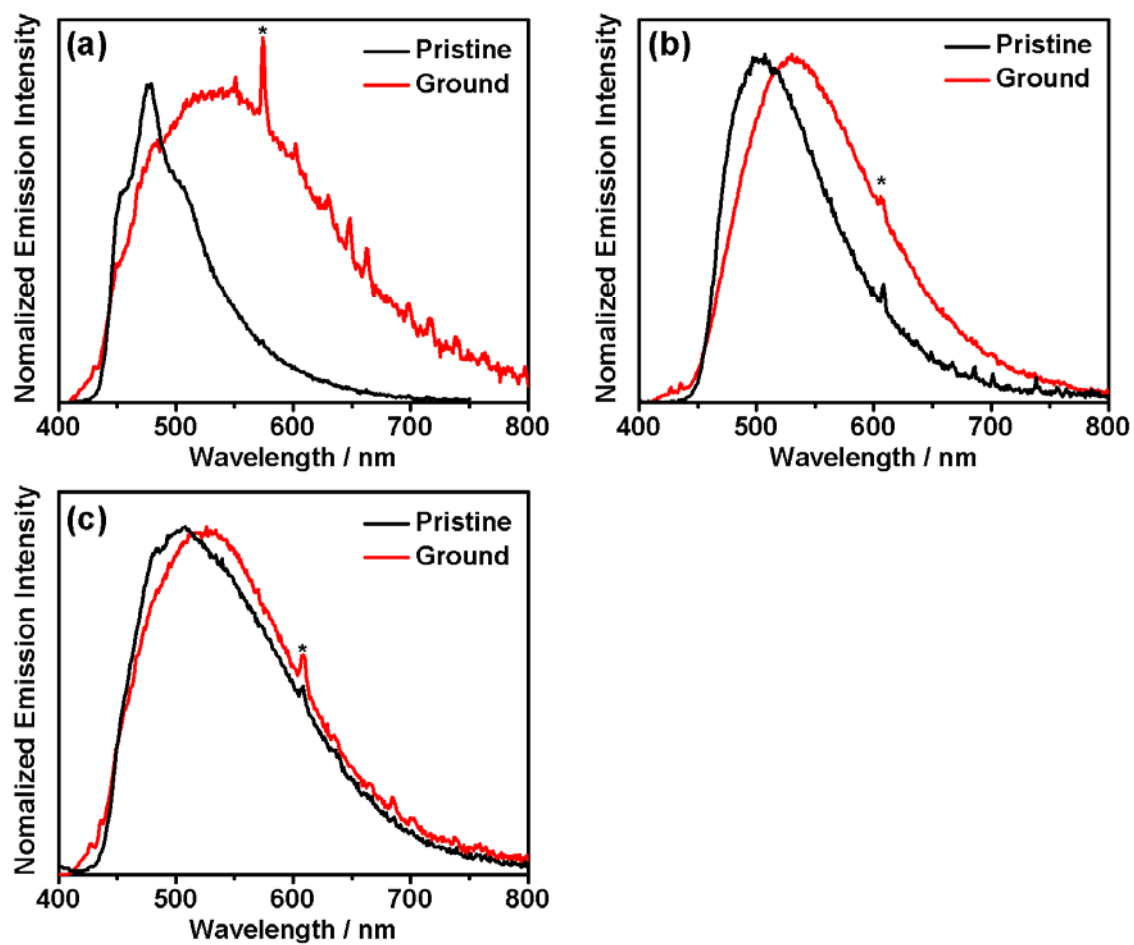 (a)
*
Pristine
Ground
Nomalized Emission Intensity
400 500 600 700 800
Wavelength / nm
(b)
Pristine
Ground
*
Nomalized Emission Intensity
400 500 600 700 800
Wavelength / nm
(c)
Pristine
Ground
*
Nomalized Emission Intensity
400 500 600 700 800
Wavelength / nm